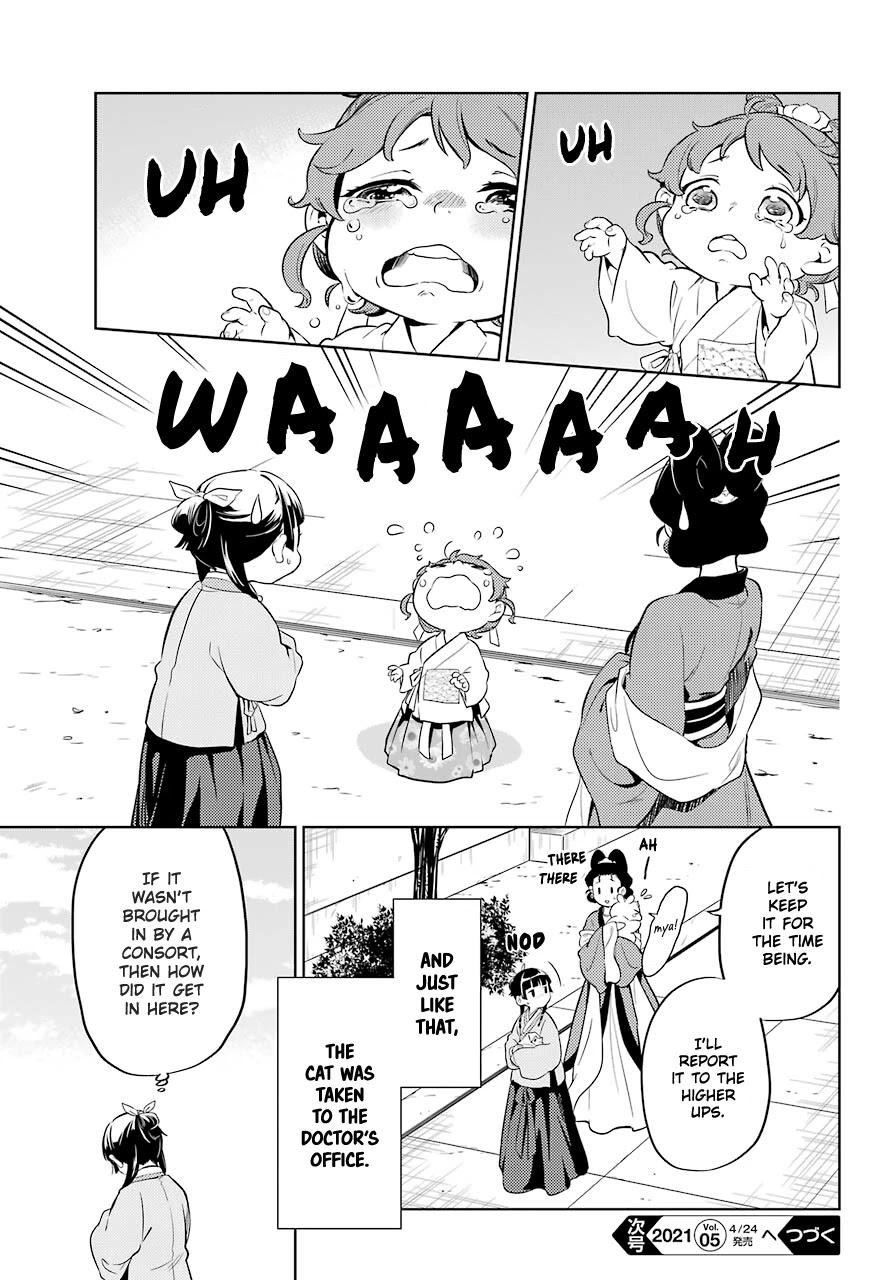 UH
UH
WAAAAAH
LET'S
KEEP
IT FOR
THE TIME
BEING.
I'LL
REPORT
IT TO THE
HIGHER
UPS.
AH
THERE
THERE
mya!
NOD
AND
JUST
LIKE
THAT,
THE
CAT WAS
TAKEN
TO THE
DOCTOR'S
OFFICE.
IF IT
WASN'T
BROUGHT
IN BY A
CONSORT,
THEN HOW
DID IT GET
IN HERE?
次号 2021 Vol. 05 4/24 発売 へ つづく